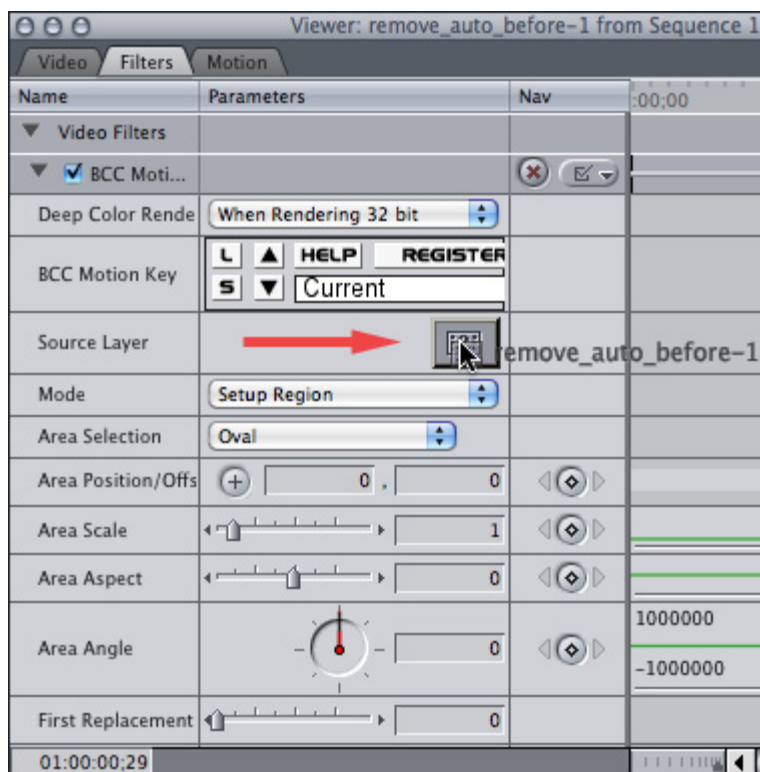 Viewer: remove_auto_before-1 from Sequence 1
Video Filters Motion
Name Parameters Nav :00;00
Video Filters
BCC Moti...
Deep Color Rende When Rendering 32 bit
BCC Motion Key L HELP REGISTER
S Current
Source Layer remove_auto_before-1
Mode Setup Region
Area Selection Oval
Area Position/Offs 0 , 0
Area Scale 1
Area Aspect 0
Area Angle 0 1000000
-1000000
First Replacement 0
01:00:00;29